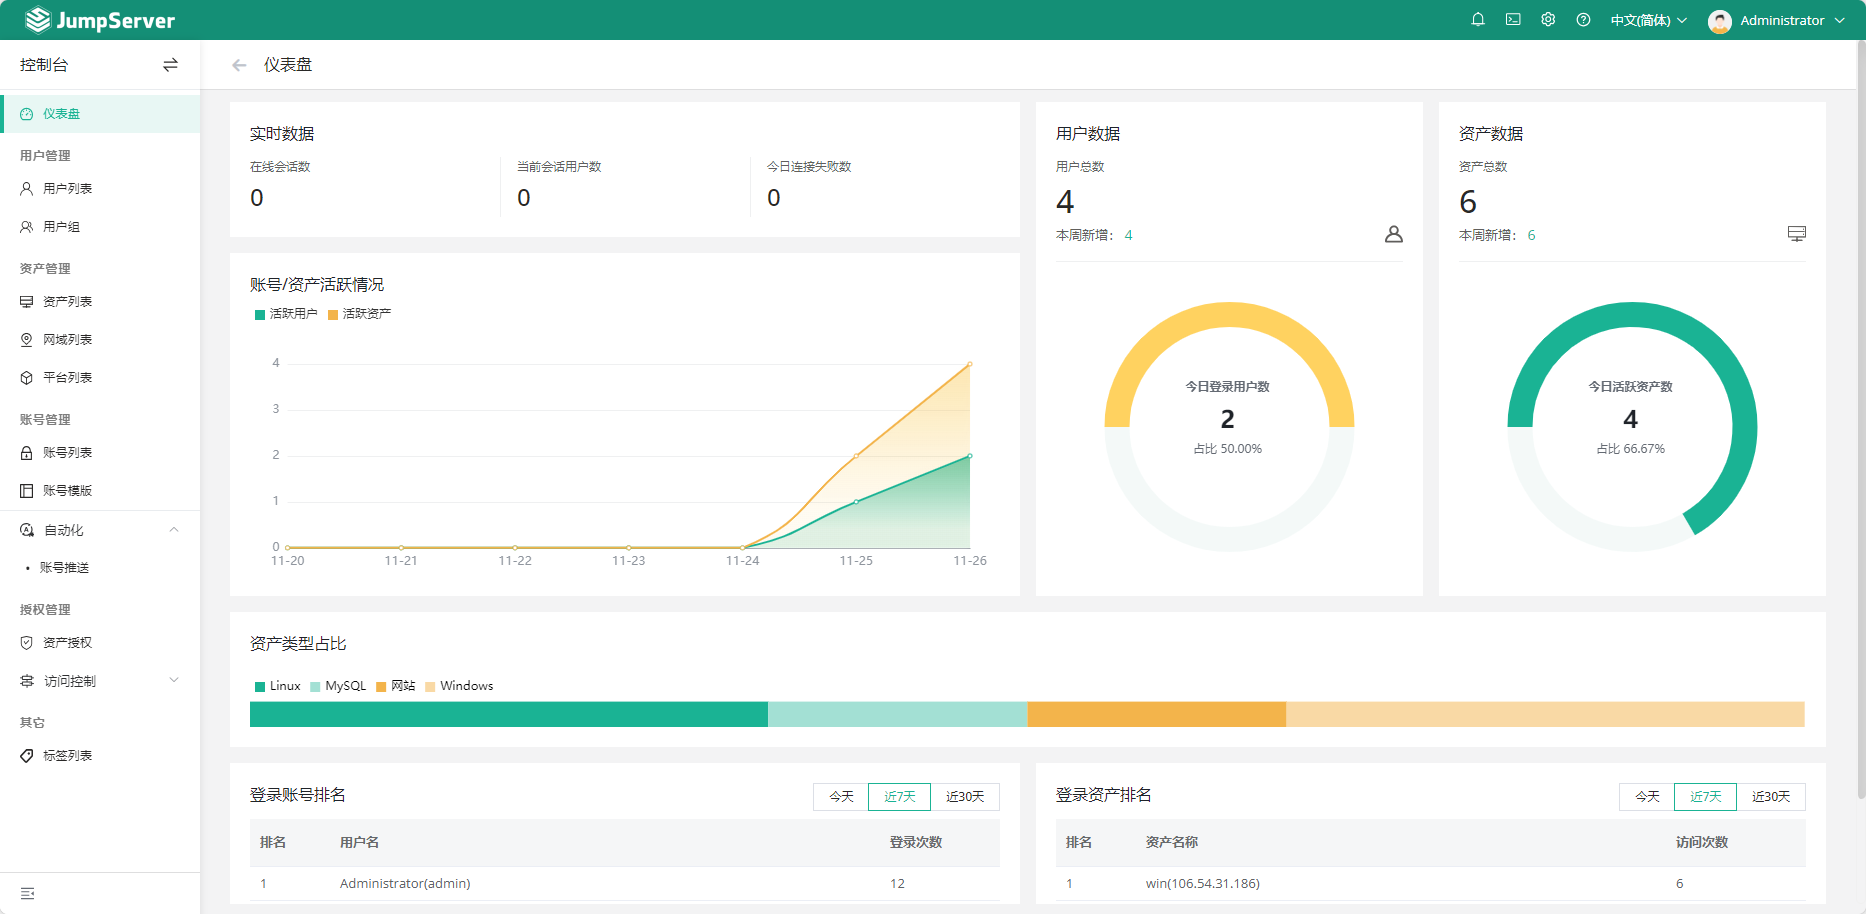 JumpServer
中文(简体)
Administrator
控制台
仪表盘
仪表盘
用户管理
用户列表
用户组
资产管理
资产列表
网域列表
平台列表
账号管理
账号列表
账号模版
自动化
账号推送
授权管理
资产授权
访问控制
其它
标签列表
实时数据
在线会话数
0
当前会话用户数
0
今日连接失败数
0
用户数据
用户总数
4
本周新增: 4
今日登录用户数
2
占比 50.00%
资产数据
资产总数
6
本周新增: 6
今日活跃资产数
4
占比 66.67%
账号/资产活跃情况
活跃用户 活跃资产
4
3
2
1
0
11-20 11-21 11-22 11-23 11-24 11-25 11-26
资产类型占比
Linux MySQL 网站 Windows
登录账号排名
今天 近7天 近30天
排名 用户名 登录次数
1 Administrator(admin) 12
登录资产排名
今天 近7天 近30天
排名 资产名称 访问次数
1 win(106.54.31.186) 6